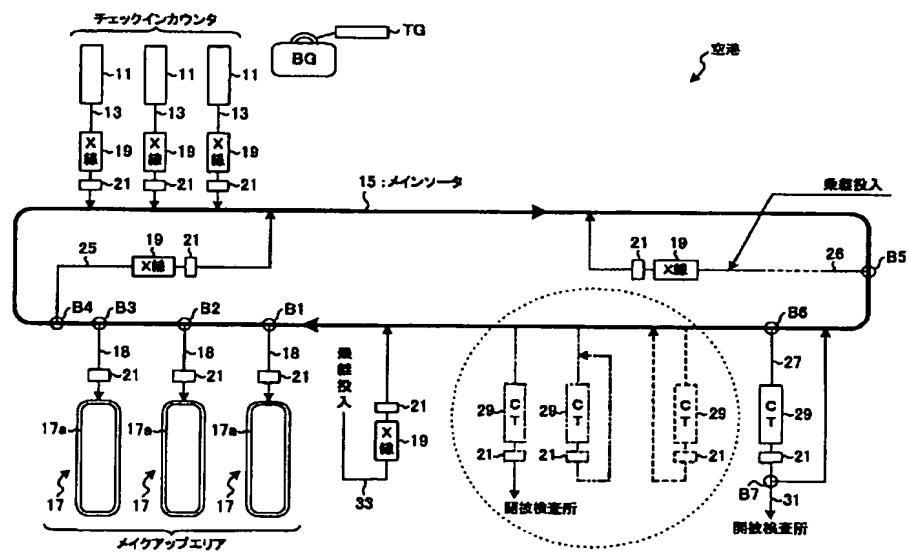 チェックインカウンタ
TG
BG
空港
11 11 11
13 13 13
X線 19 X線 19 X線 19
21 21 21
15：メインソータ
乗継投入
25 19 X線 21
21 19 X線 26 B5
B4 B3 B2 B1 B6
18 18 18 27
21 21 21
乗継投入
21
X線 19
33
CT 29 CT 29 CT 29 CT 29
21 21 21 21
17a 17a 17a
17 17 17
B7
31
開披検査所
開披検査所
メイクアップエリア